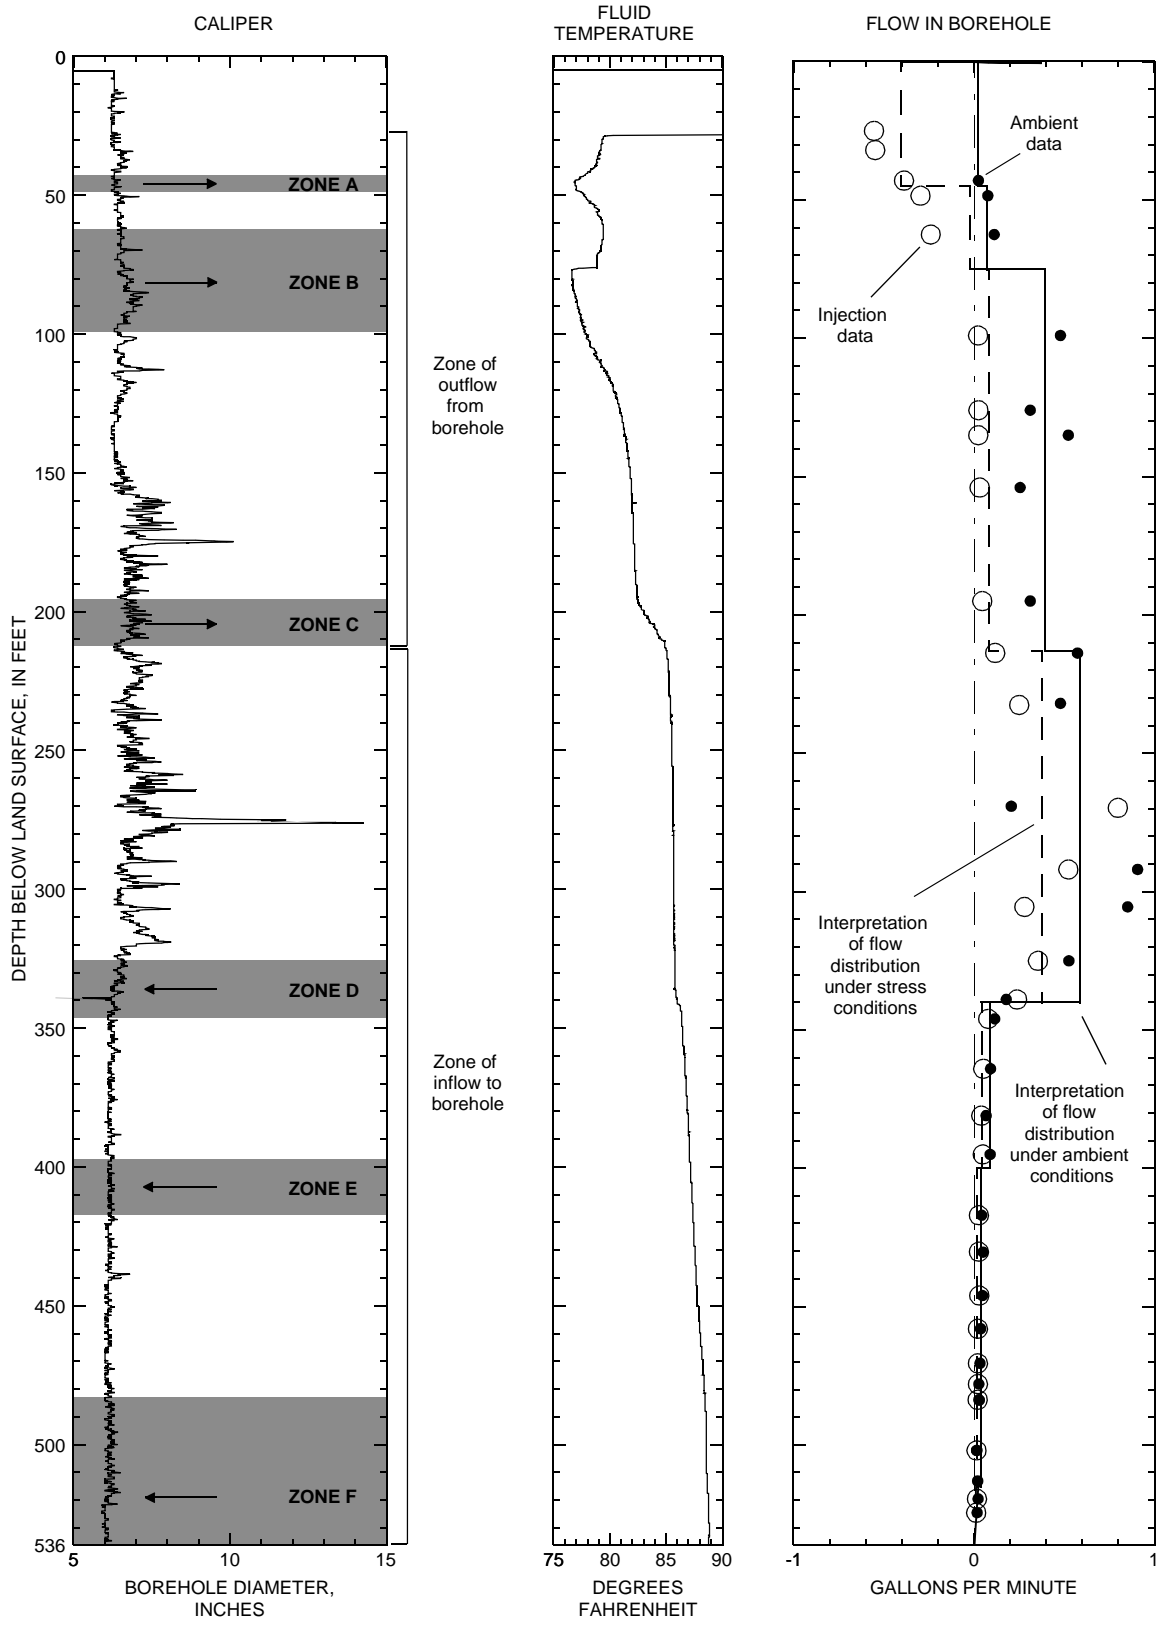 CALIPER
FLUID
TEMPERATURE
FLOW IN BOREHOLE
DEPTH BELOW LAND SURFACE, IN FEET
0
50
100
150
200
250
300
350
400
450
500
536
ZONE A
ZONE B
ZONE C
ZONE D
ZONE E
ZONE F
5
10
15
BOREHOLE DIAMETER,
INCHES
Zone of
outflow
from
borehole
Zone of
inflow to
borehole
75
80
85
90
DEGREES
FAHRENHEIT
Ambient
data
Injection
data
Interpretation
of flow
distribution
under stress
conditions
Interpretation
of flow
distribution
under ambient
conditions
-1
0
1
GALLONS PER MINUTE